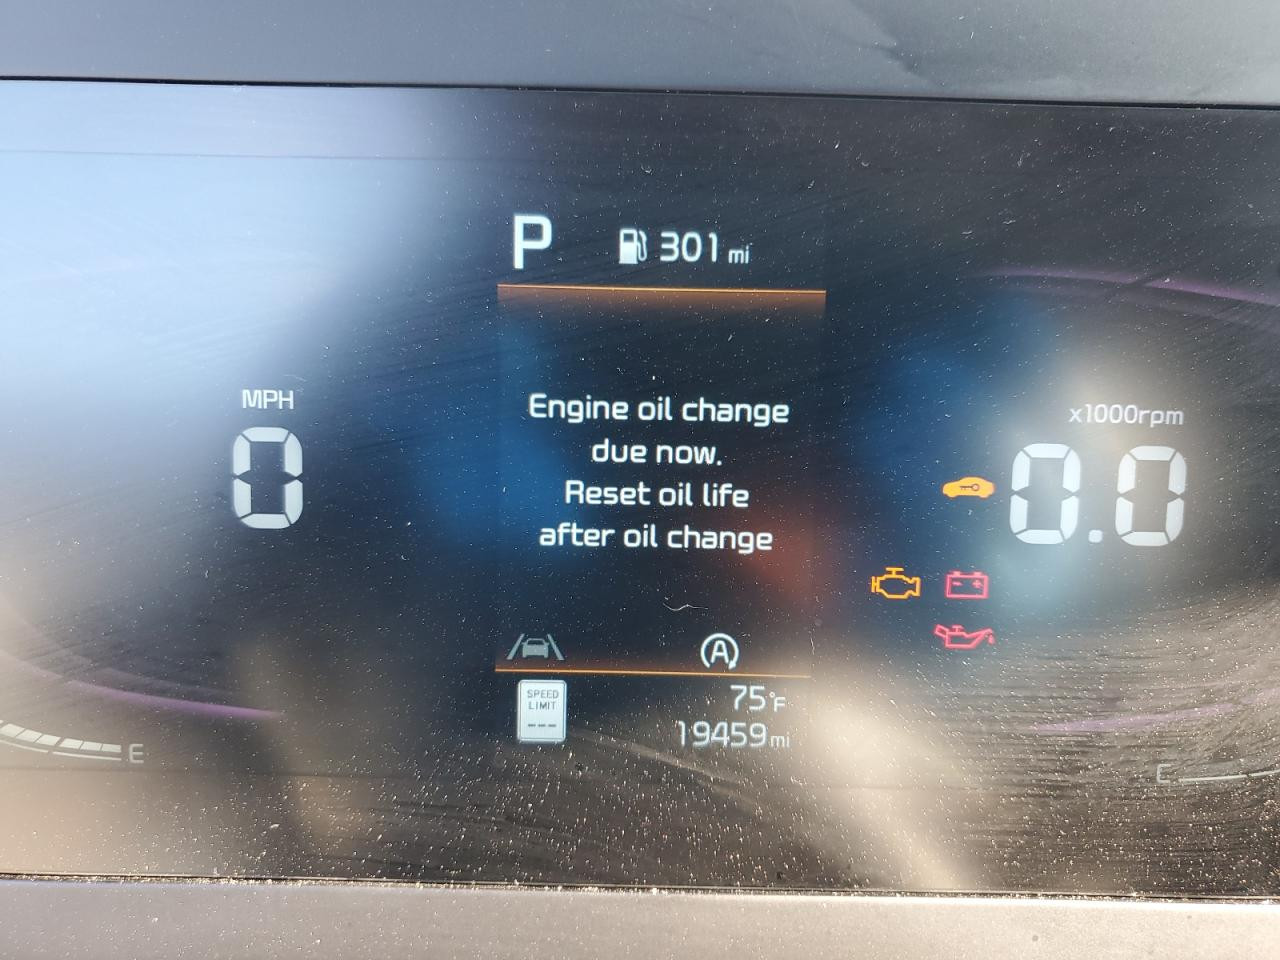 P 301 mi
Engine oil change
due now.
Reset oil life
after oil change
MPH
0
x1000rpm
0.0
A
SPEED
LIMIT
---
75°F
19459 mi
E
C